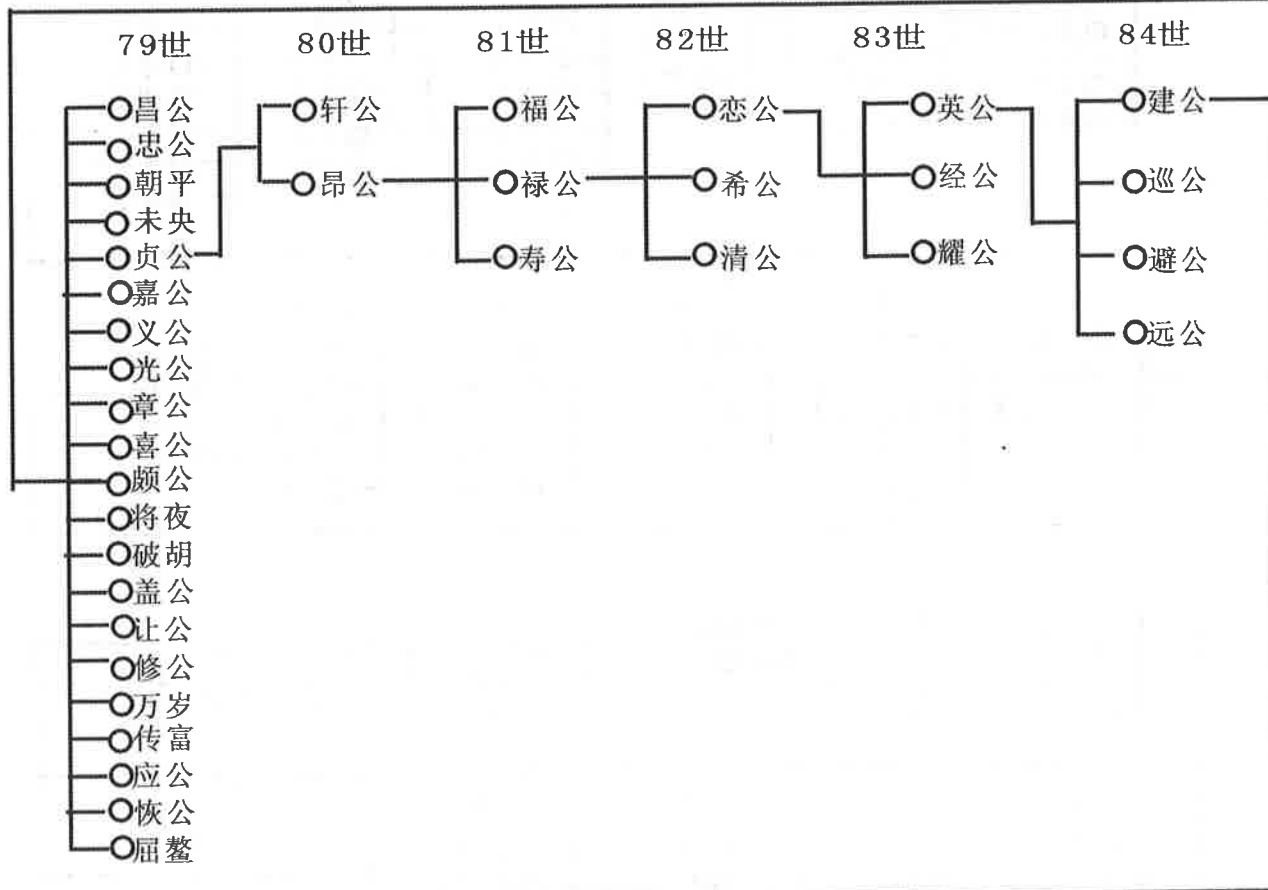 79世 80世 81世 82世 83世 84世
昌公 轩公 福公 恋公 英公 建公
忠公
朝平 昂公 禄公 希公 经公 巡公
未央
贞公 寿公 清公 耀公 避公
嘉公
义公 远公
光公
章公
喜公
颇公
将夜
破胡
盖公
让公
修公
万岁
传富
应公
恢公
屈鳌